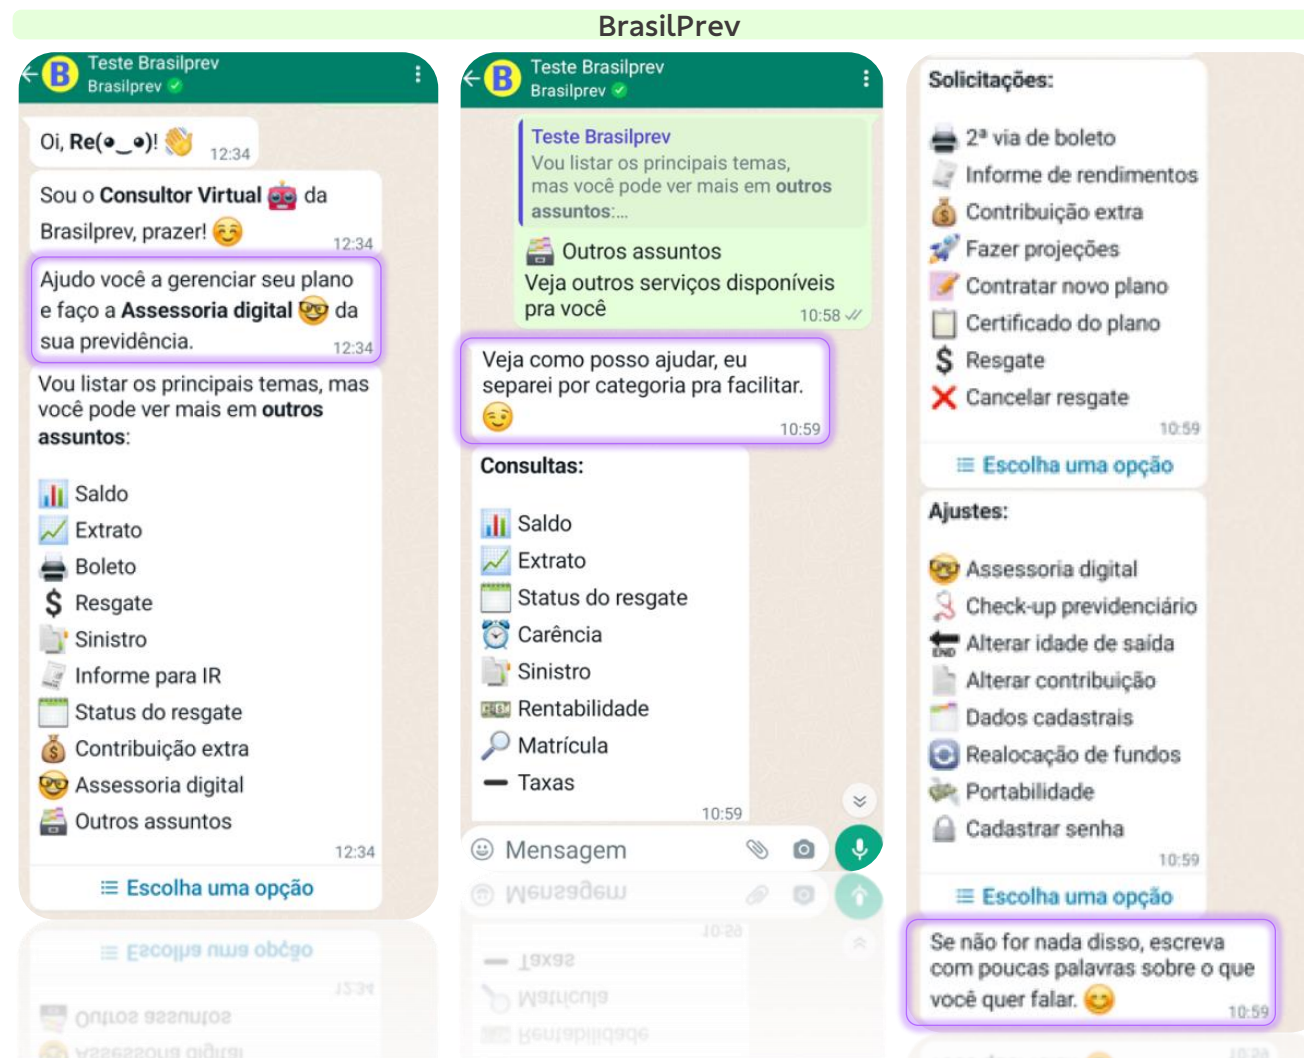 BrasilPrev
Teste Brasilprev
Brasilprev
Oi, Re(◕‿◕)! 👋
12:34
Sou o Consultor Virtual 🤖 da
Brasilprev, prazer! ☺️
12:34
Ajudo você a gerenciar seu plano
e faço a Assessoria digital 🤓 da
sua previdência.
12:34
Vou listar os principais temas, mas
você pode ver mais em outros
assuntos:
📊 Saldo
📈 Extrato
🖨️ Boleto
💲 Resgate
📑 Sinistro
🧾 Informe para IR
🗓️ Status do resgate
💰 Contribuição extra
🤓 Assessoria digital
🗃️ Outros assuntos
12:34
Escolha uma opção
Teste Brasilprev
Brasilprev
Teste Brasilprev
Vou listar os principais temas,
mas você pode ver mais em outros
assuntos:...
🗃️ Outros assuntos
Veja outros serviços disponíveis
pra você
10:58
Veja como posso ajudar, eu
separei por categoria pra facilitar.
😉
10:59
Consultas:
📊 Saldo
📈 Extrato
🗓️ Status do resgate
⏰ Carência
📑 Sinistro
💵 Rentabilidade
🔎 Matrícula
➖ Taxas
10:59
Mensagem
Solicitações:
🖨️ 2ª via de boleto
🧾 Informe de rendimentos
💰 Contribuição extra
🚀 Fazer projeções
📝 Contratar novo plano
📋 Certificado do plano
💲 Resgate
❌ Cancelar resgate
10:59
Escolha uma opção
Ajustes:
🤓 Assessoria digital
🩺 Check-up previdenciário
🔚 Alterar idade de saída
📄 Alterar contribuição
🗂️ Dados cadastrais
🔄 Realocação de fundos
💸 Portabilidade
🔒 Cadastrar senha
10:59
Escolha uma opção
Se não for nada disso, escreva
com poucas palavras sobre o que
você quer falar. 😊
10:59